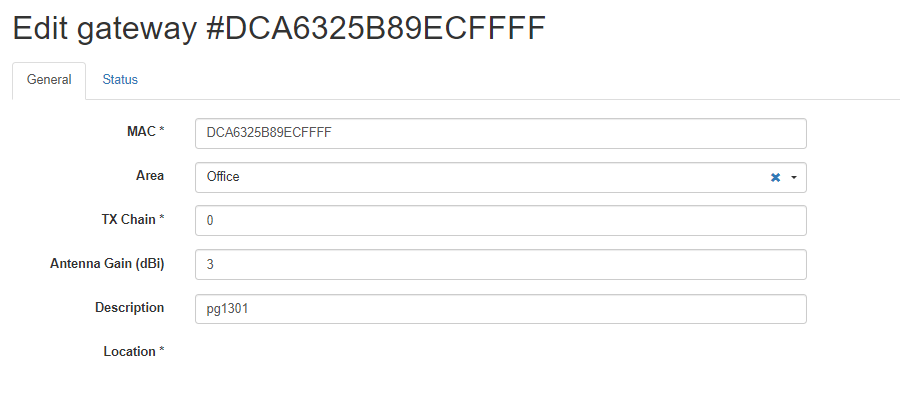 Edit gateway #DCA6325B89ECFFFF
General Status
MAC * DCA6325B89ECFFFF
Area Office
TX Chain * 0
Antenna Gain (dBi) 3
Description pg1301
Location *